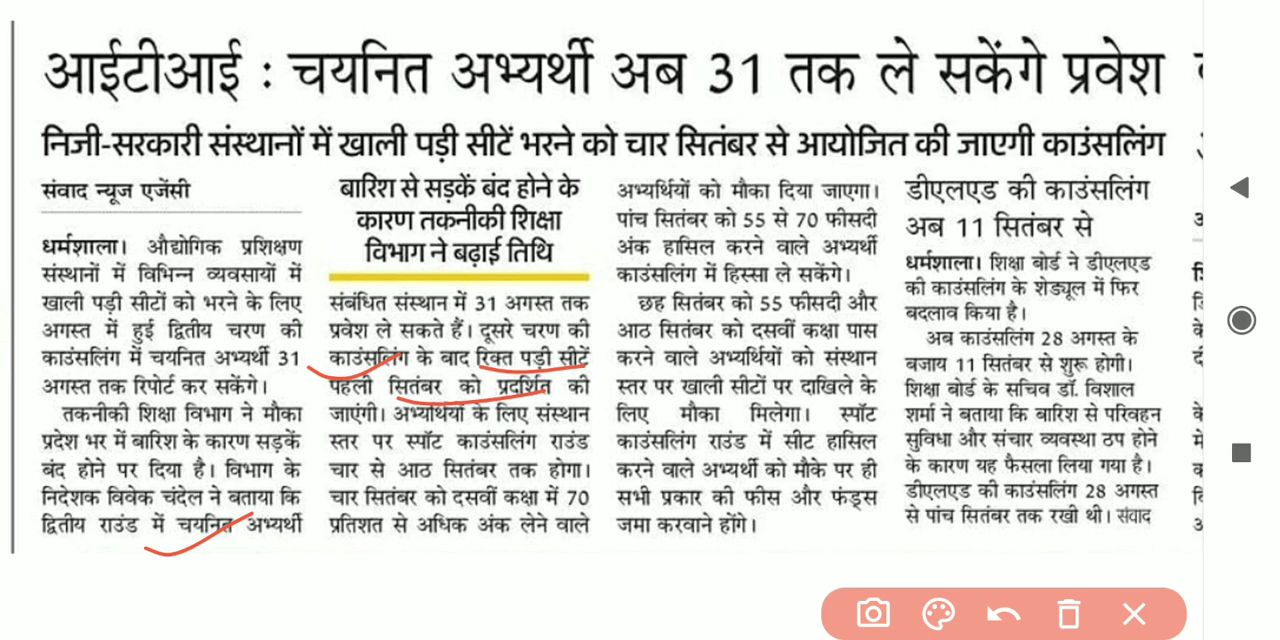 आईटीआई : चयनित अभ्यर्थी अब 31 तक ले सकेंगे प्रवेश
निजी-सरकारी संस्थानों में खाली पड़ी सीटें भरने को चार सितंबर से आयोजित की जाएगी काउंसलिंग
संवाद न्यूज एजेंसी
धर्मशाला। औद्योगिक प्रशिक्षण
संस्थानों में विभिन्न व्यवसायों में
खाली पड़ी सीटों को भरने के लिए
अगस्त में हुई द्वितीय चरण की
काउंसलिंग में चयनित अभ्यर्थी 31
अगस्त तक रिपोर्ट कर सकेंगे।
तकनीकी शिक्षा विभाग ने मौका
प्रदेश भर में बारिश के कारण सड़कें
बंद होने पर दिया है। विभाग के
निदेशक विवेक चंदेल ने बताया कि
द्वितीय राउंड में चयनित अभ्यर्थी
बारिश से सड़कें बंद होने के
कारण तकनीकी शिक्षा
विभाग ने बढ़ाई तिथि
संबंधित संस्थान में 31 अगस्त तक
प्रवेश ले सकते हैं। दूसरे चरण की
काउंसलिंग के बाद रिक्त पड़ी सीटें
पहली सितंबर को प्रदर्शित की
जाएंगी। अभ्यर्थियों के लिए संस्थान
स्तर पर स्पॉट काउंसलिंग राउंड
चार से आठ सितंबर तक होगा।
चार सितंबर को दसवीं कक्षा में 70
प्रतिशत से अधिक अंक लेने वाले
अभ्यर्थियों को मौका दिया जाएगा।
पांच सितंबर को 55 से 70 फीसदी
अंक हासिल करने वाले अभ्यर्थी
काउंसलिंग में हिस्सा ले सकेंगे।
छह सितंबर को 55 फीसदी और
आठ सितंबर को दसवीं कक्षा पास
करने वाले अभ्यर्थियों को संस्थान
स्तर पर खाली सीटों पर दाखिले के
लिए मौका मिलेगा। स्पॉट
काउंसलिंग राउंड में सीट हासिल
करने वाले अभ्यर्थी को मौके पर ही
सभी प्रकार की फीस और फंड्स
जमा करवाने होंगे।
डीएलएड की काउंसलिंग
अब 11 सितंबर से
धर्मशाला। शिक्षा बोर्ड ने डीएलएड
की काउंसलिंग के शेड्यूल में फिर
बदलाव किया है।
अब काउंसलिंग 28 अगस्त के
बजाय 11 सितंबर से शुरू होगी।
शिक्षा बोर्ड के सचिव डॉ. विशाल
शर्मा ने बताया कि बारिश से परिवहन
सुविधा और संचार व्यवस्था ठप होने
के कारण यह फैसला लिया गया है।
डीएलएड की काउंसलिंग 28 अगस्त
से पांच सितंबर तक रखी थी। संवाद